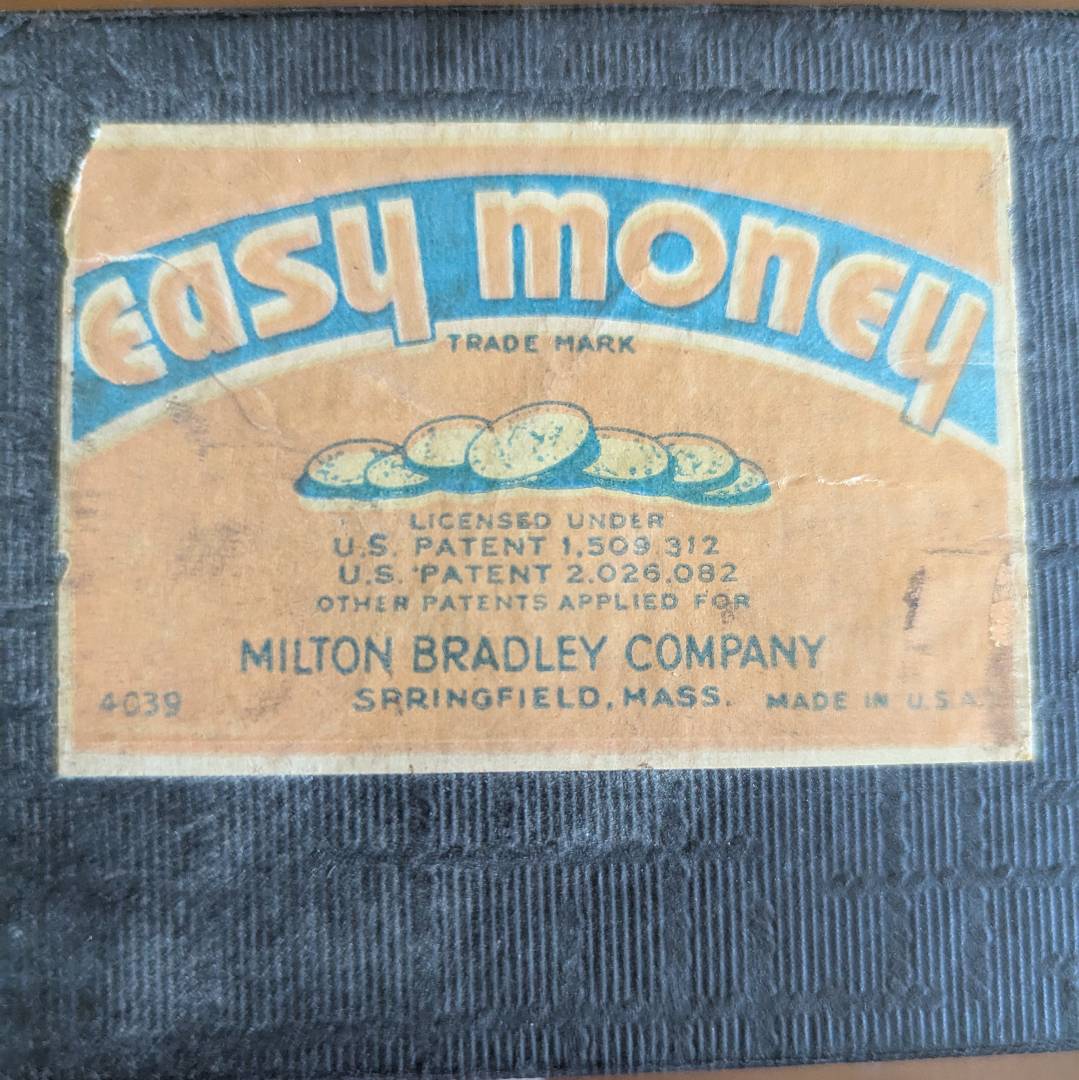 easy money
TRADE MARK
LICENSED UNDER
U.S. PATENT 1,509,312
U.S. PATENT 2.026.082
OTHER PATENTS APPLIED FOR
MILTON BRADLEY COMPANY
4039 SPRINGFIELD, MASS. MADE IN U.S.A.